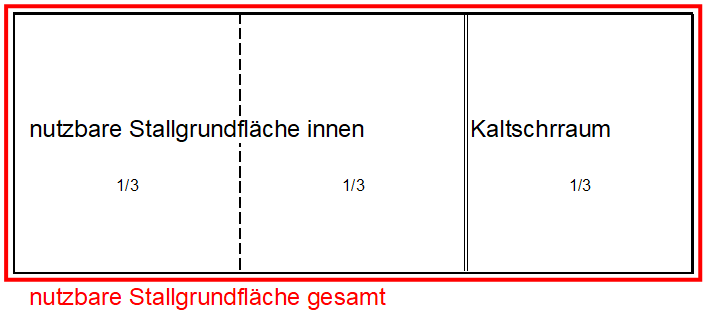 nutzbare Stallgrundfläche innen
Kaltschrraum
1/3
1/3
1/3
nutzbare Stallgrundfläche gesamt